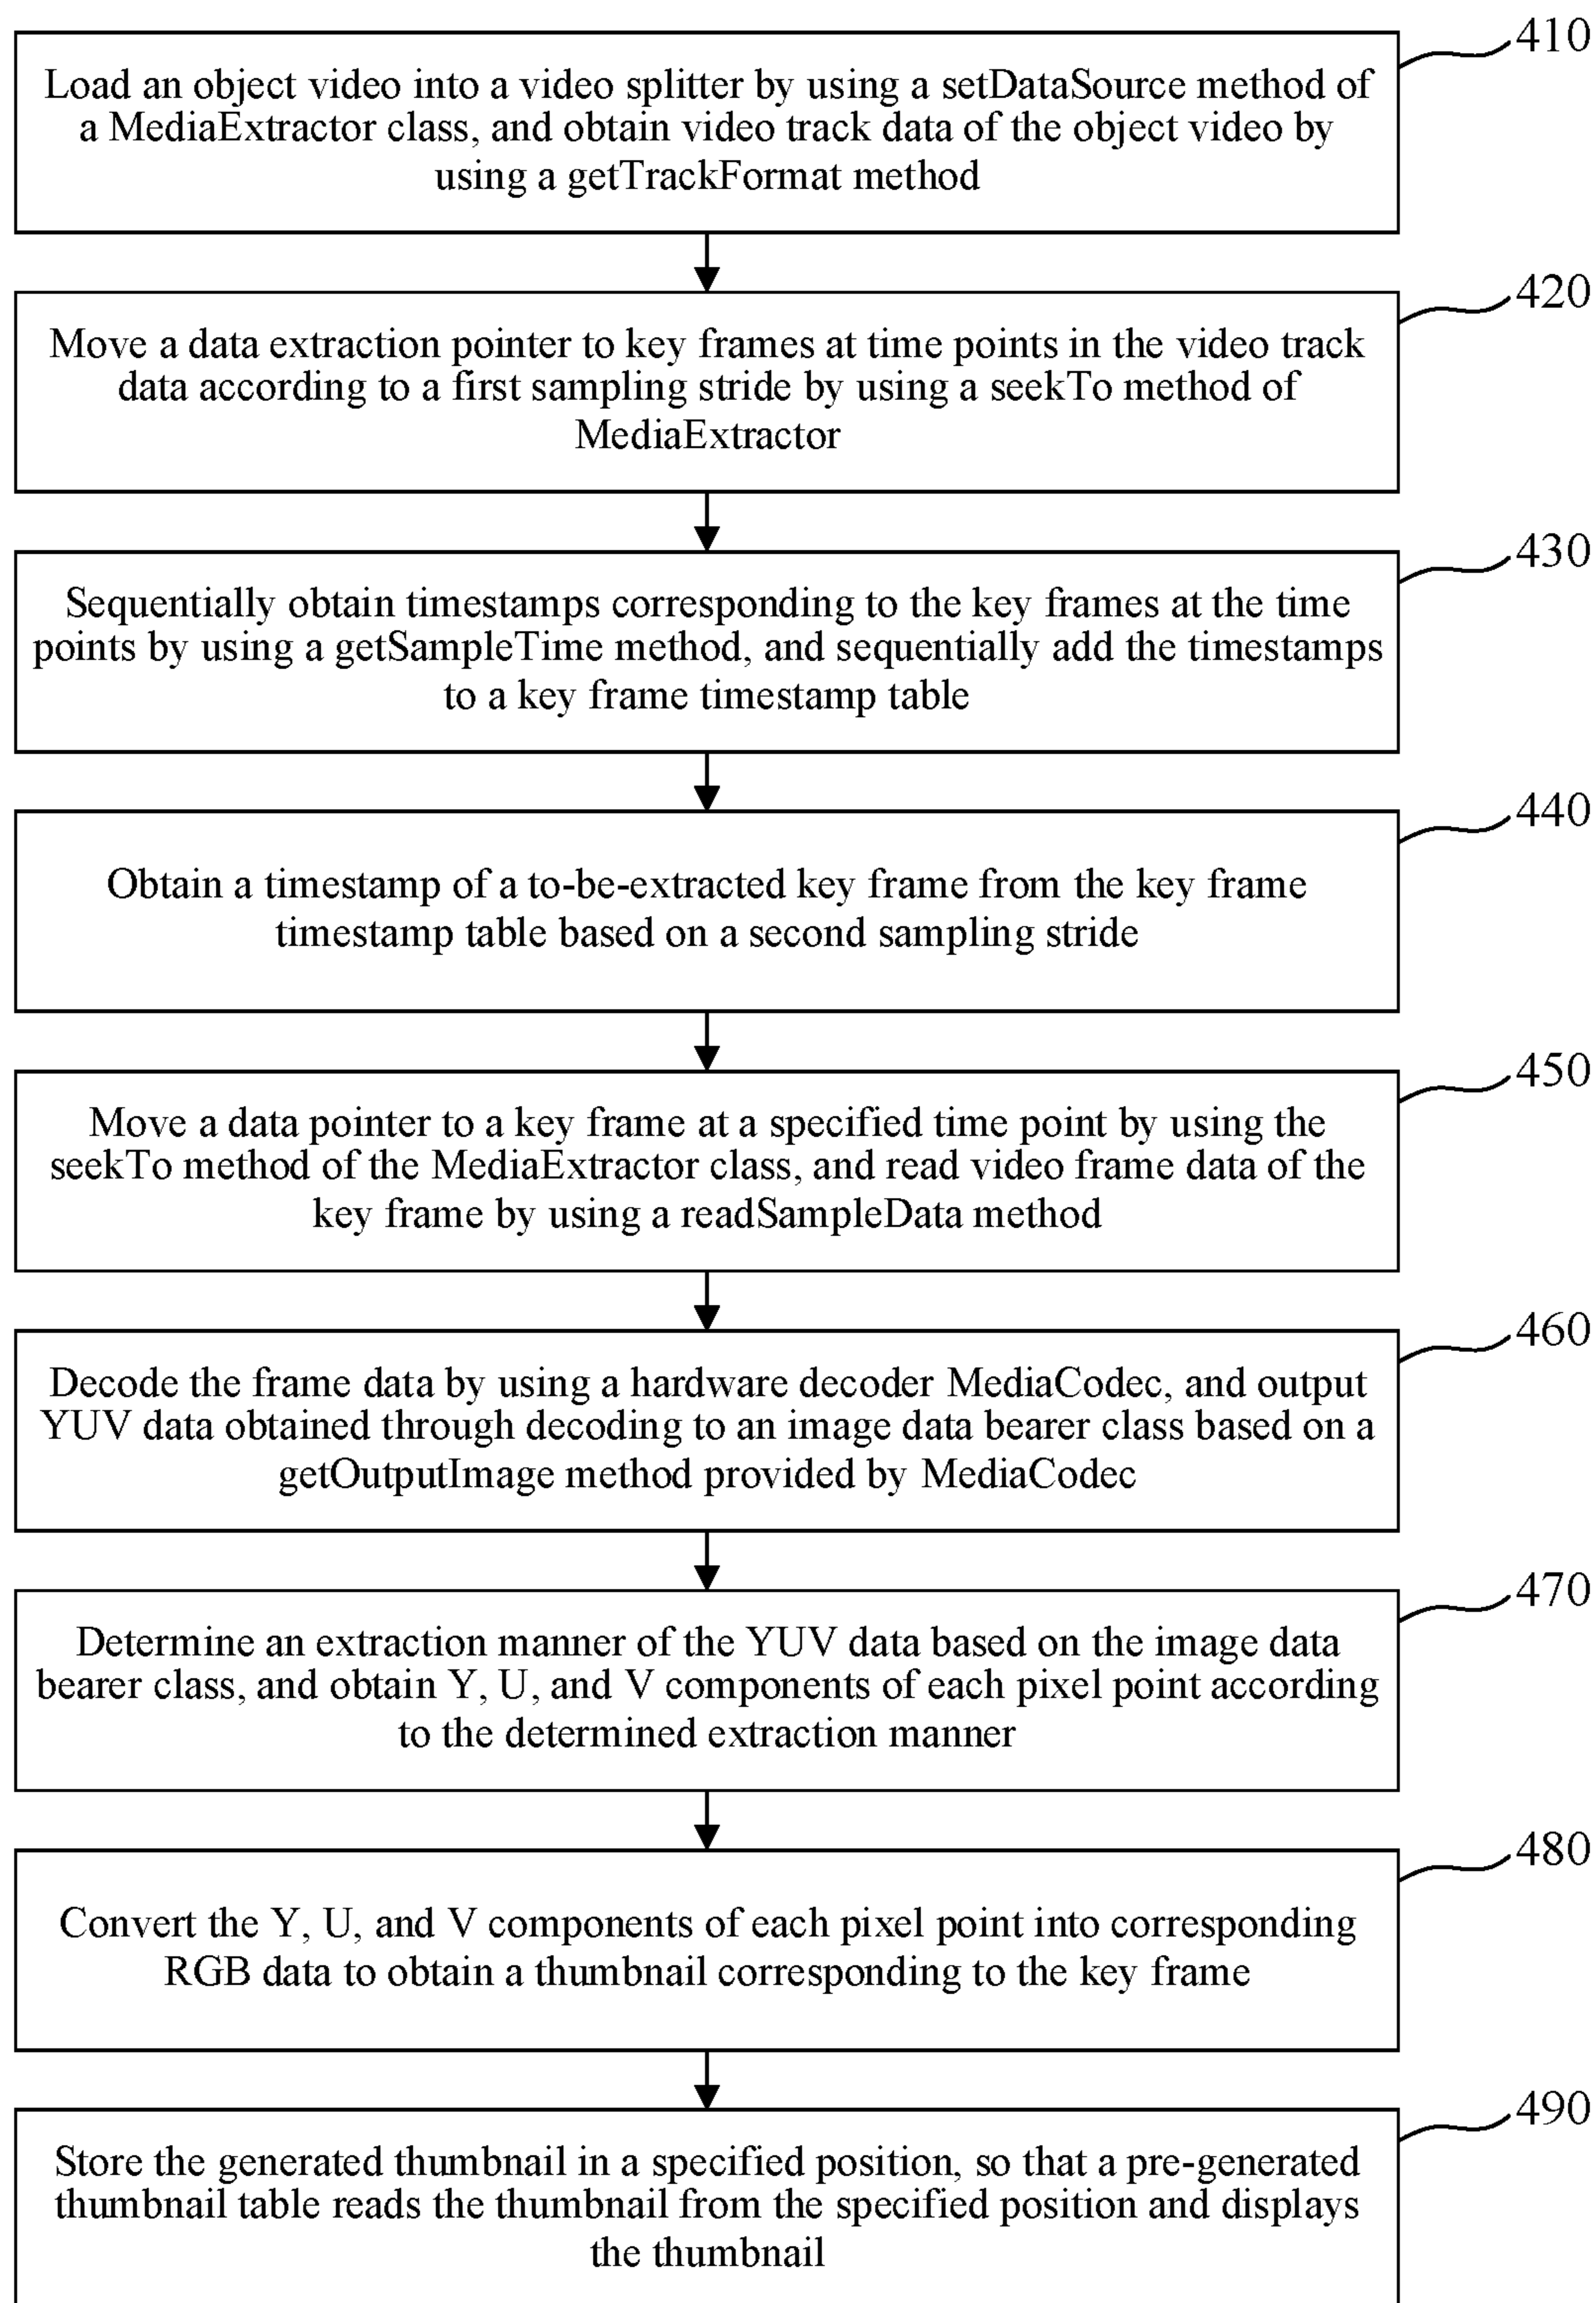 410
Load an object video into a video splitter by using a setDataSource method of
a MediaExtractor class, and obtain video track data of the object video by
using a getTrackFormat method
420
Move a data extraction pointer to key frames at time points in the video track
data according to a first sampling stride by using a seekTo method of
MediaExtractor
430
Sequentially obtain timestamps corresponding to the key frames at the time
points by using a getSampleTime method, and sequentially add the timestamps
to a key frame timestamp table
440
Obtain a timestamp of a to-be-extracted key frame from the key frame
timestamp table based on a second sampling stride
450
Move a data pointer to a key frame at a specified time point by using the
seekTo method of the MediaExtractor class, and read video frame data of the
key frame by using a readSampleData method
460
Decode the frame data by using a hardware decoder MediaCodec, and output
YUV data obtained through decoding to an image data bearer class based on a
getOutputImage method provided by MediaCodec
470
Determine an extraction manner of the YUV data based on the image data
bearer class, and obtain Y, U, and V components of each pixel point according
to the determined extraction manner
480
Convert the Y, U, and V components of each pixel point into corresponding
RGB data to obtain a thumbnail corresponding to the key frame
490
Store the generated thumbnail in a specified position, so that a pre-generated
thumbnail table reads the thumbnail from the specified position and displays
the thumbnail